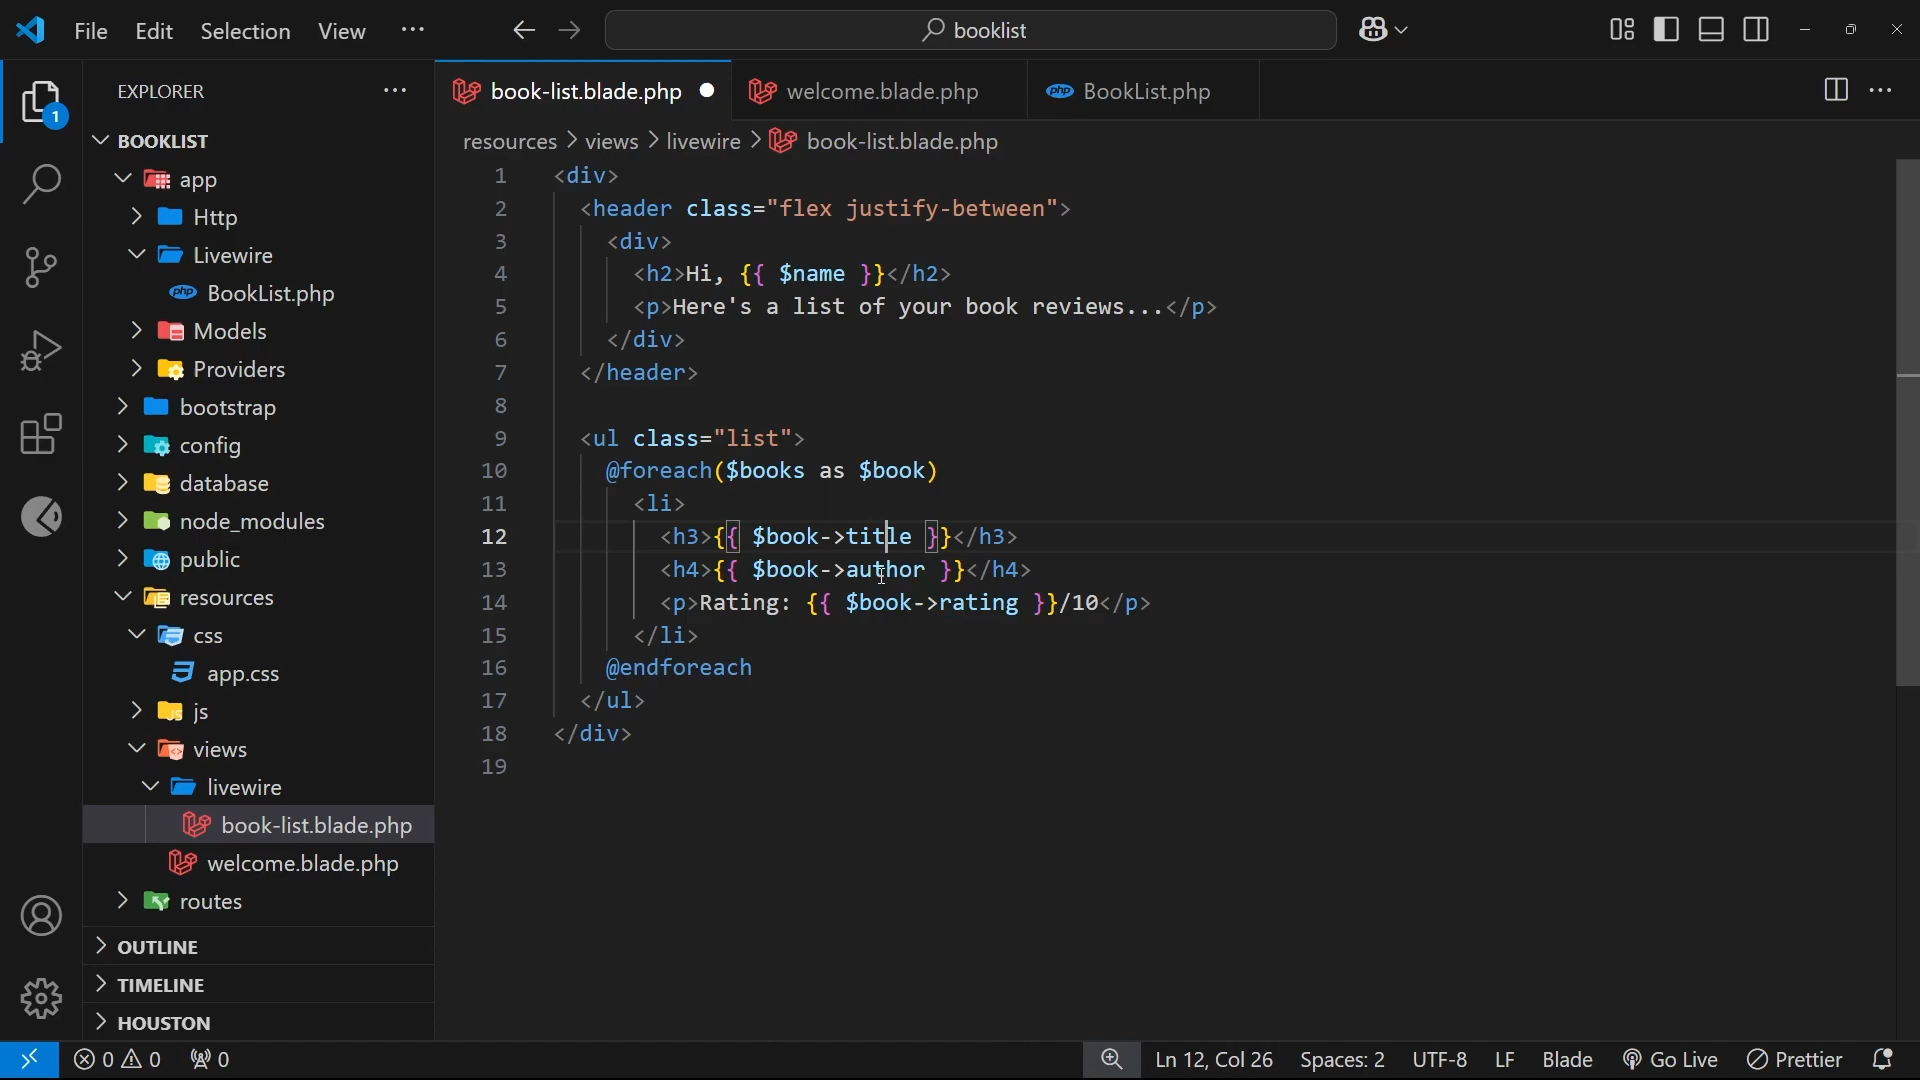 File Edit Selection View ··· booklist
EXPLORER ···
BOOKLIST
app
Http
Livewire
php BookList.php
Models
Providers
bootstrap
config
database
node_modules
public
resources
css
app.css
JS js
views
livewire
book-list.blade.php
welcome.blade.php
routes
OUTLINE
TIMELINE
HOUSTON
1
book-list.blade.php welcome.blade.php php BookList.php ···
resources > views > livewire > book-list.blade.php
1 <div>
2 <header class="flex justify-between">
3 <div>
4 <h2>Hi, {{ $name }}</h2>
5 <p>Here's a list of your book reviews...</p>
6 </div>
7 </header>
8
9 <ul class="list">
10 @foreach($books as $book)
11 <li>
12 <h3>{{ $book->title }}</h3>
13 <h4>{{ $book->author }}</h4>
14 <p>Rating: {{ $book->rating }}/10</p>
15 </li>
16 @endforeach
17 </ul>
18 </div>
19
0 0 0 Ln 12, Col 26 Spaces: 2 UTF-8 LF Blade Go Live Prettier